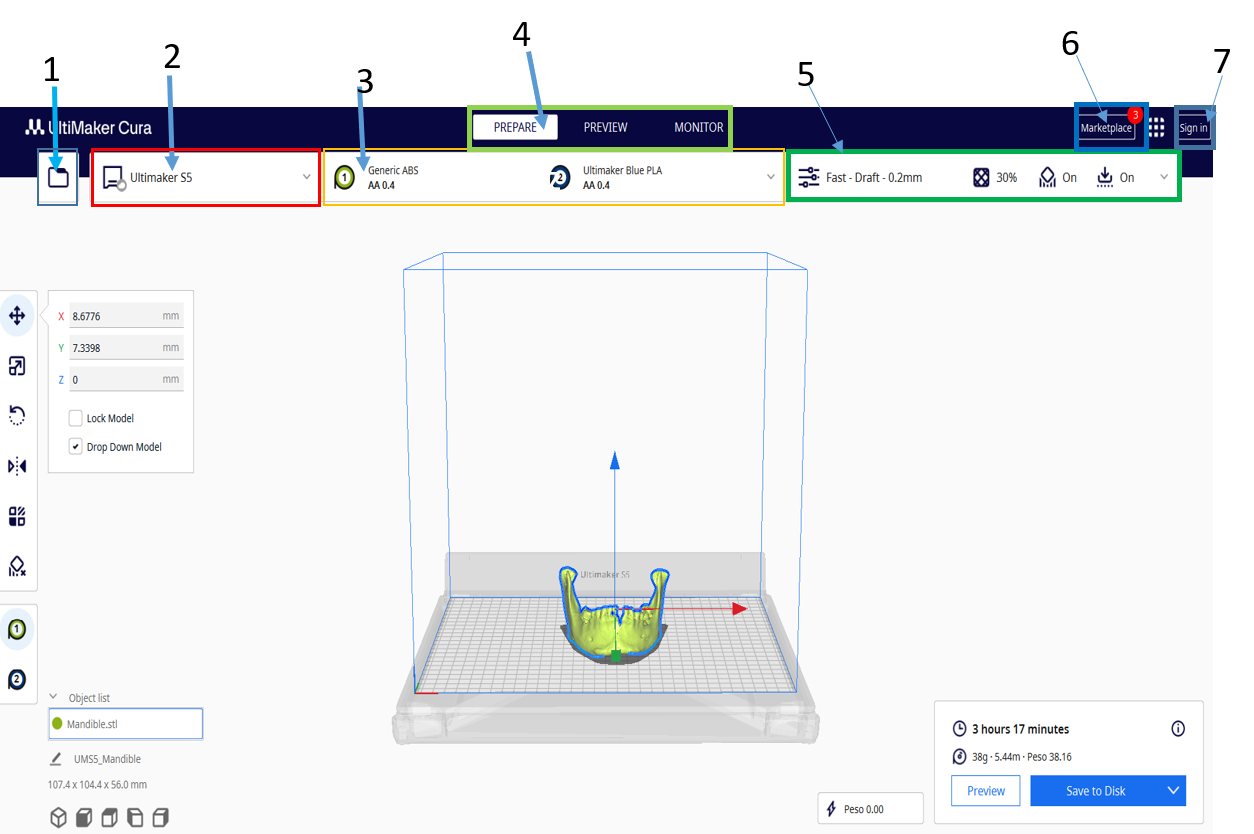 1 2 3 4 5 6 7
UltiMaker Cura
PREPARE PREVIEW MONITOR
Marketplace 3
Sign in
Ultimaker S5
1 Generic ABS
AA 0.4
2 Ultimaker Blue PLA
AA 0.4
Fast - Draft - 0.2mm 30% On On
X 8.6776 mm
Y 7.3398 mm
Z 0 mm
Lock Model
Drop Down Model
Ultimaker S5
1
2
Object list
Mandible.stl
UMS5_Mandible
107.4 x 104.4 x 56.0 mm
3 hours 17 minutes
38g · 5.44m · Peso 38.16
Preview Save to Disk
Peso 0.00